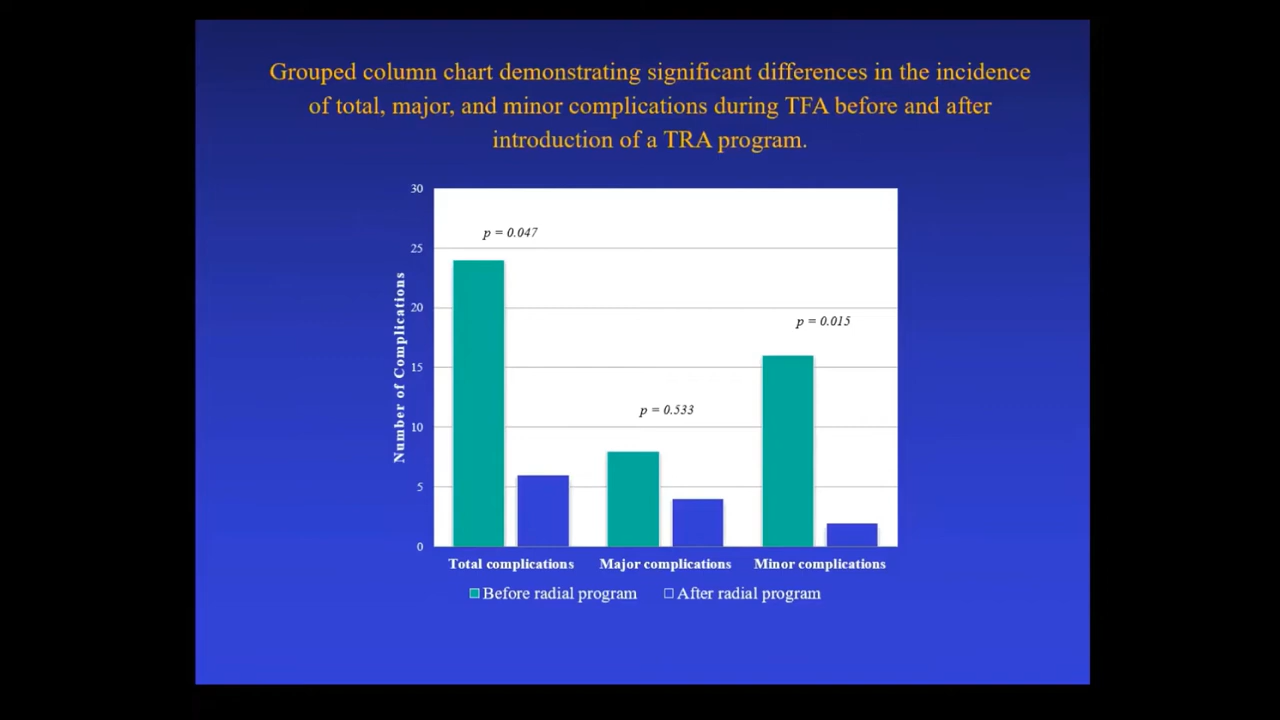 Grouped column chart demonstrating significant differences in the incidence
of total, major, and minor complications during TFA before and after
introduction of a TRA program.
30
p = 0.047
25
20
p = 0.015
15
p = 0.533
10
5
0
Number of Complications
Total complications Major complications Minor complications
Before radial program After radial program